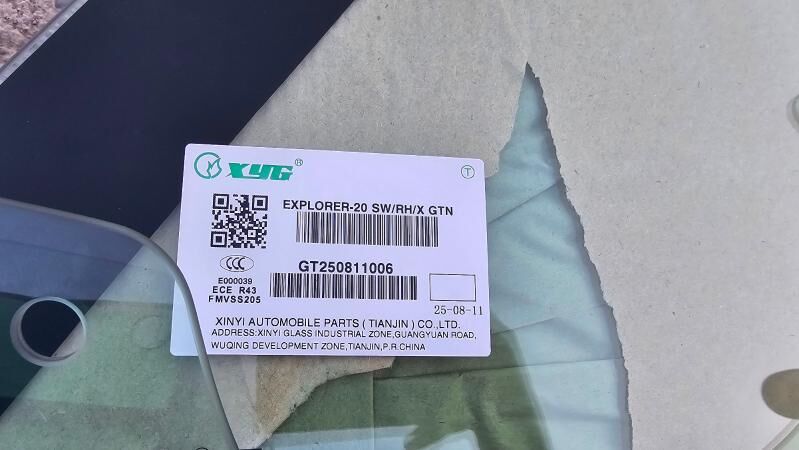 XYG ®
T
EXPLORER-20 SW/RH/X GTN
CCC
GT250811006
E000039
ECE R43
FMVSS205
25-08-11
XINYI AUTOMOBILE PARTS ( TIANJIN ) CO.,LTD.
ADDRESS:XINYI GLASS INDUSTRIAL ZONE,GUANGYUAN ROAD,
WUQING DEVELOPMENT ZONE,TIANJIN,P.R.CHINA